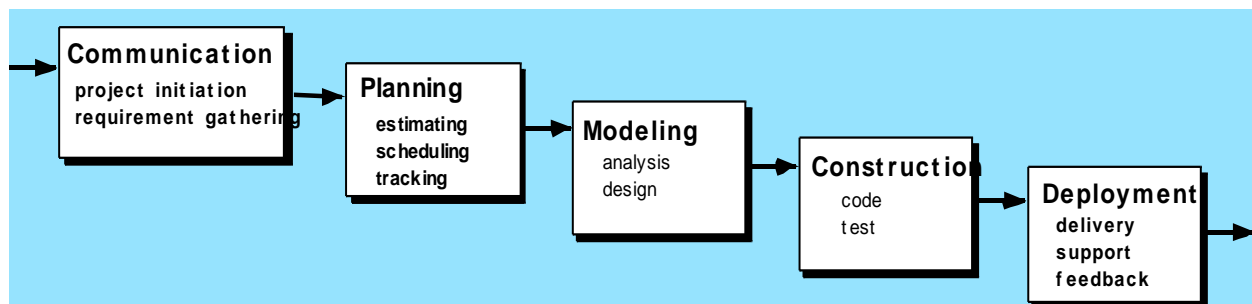 Communication
project initiation
requirement gathering
Planning
estimating
scheduling
tracking
Modeling
analysis
design
Construction
code
test
Deployment
delivery
support
feedback